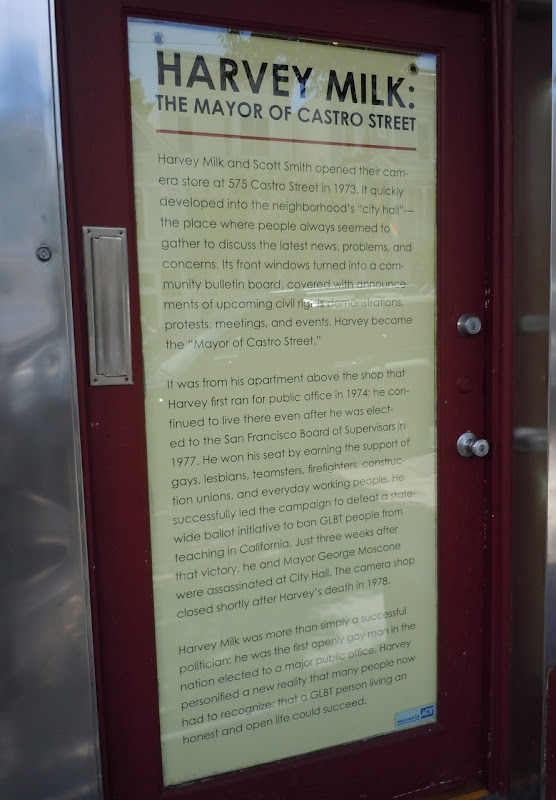 HARVEY MILK:
THE MAYOR OF CASTRO STREET
Harvey Milk and Scott Smith opened their cam-
era store at 575 Castro Street in 1973. It quickly
developed into the neighborhood's "city hall"—
the place where people always seemed to
gather to discuss the latest news, problems, and
concerns. Its front windows turned into a com-
munity bulletin board, covered with announce-
ments of upcoming civil rights demonstrations,
protests, meetings, and events. Harvey became
the "Mayor of Castro Street."
It was from his apartment above the shop that
Harvey first ran for public office in 1974; he con-
tinued to live there even after he was elect-
ed to the San Francisco Board of Supervisors in
1977. He won his seat by earning the support of
gays, lesbians, teamsters, firefighters, construc-
tion unions, and everyday working people. He
successfully led the campaign to defeat a state-
wide ballot initiative to ban GLBT people from
teaching in California. Just three weeks after
that victory, he and Mayor George Moscone
were assassinated at City Hall. The camera shop
closed shortly after Harvey's death in 1978.
Harvey Milk was more than simply a successful
politician; he was the first openly gay man in the
nation elected to a major public office. Harvey
personified a new reality that many people now
had to recognize: that a GLBT person living an
honest and open life could succeed.
ADT